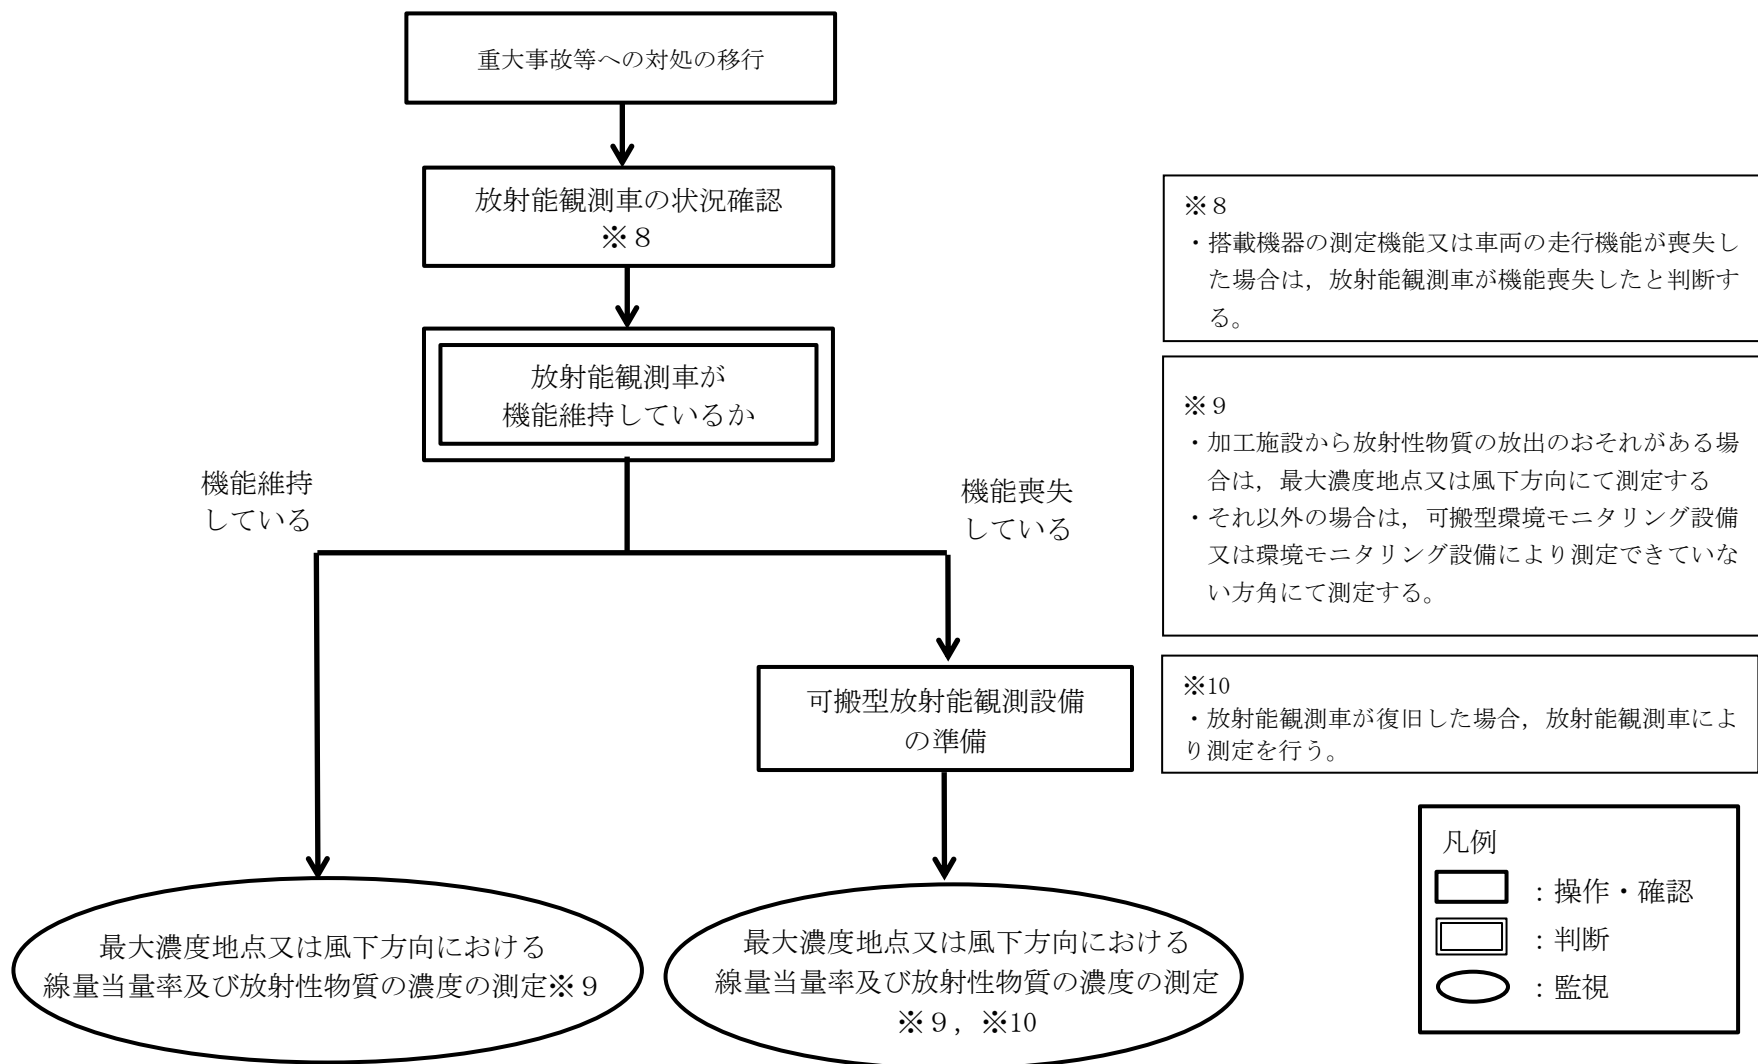 重大事故等への対処の移行
放射能観測車の状況確認
※８
放射能観測車が
機能維持しているか
機能維持
している
機能喪失
している
可搬型放射能観測設備
の準備
最大濃度地点又は風下方向における
線量当量率及び放射性物質の濃度の測定※９
最大濃度地点又は風下方向における
線量当量率及び放射性物質の濃度の測定
※９，※10
※８
・搭載機器の測定機能又は車両の走行機能が喪失し
た場合は，放射能観測車が機能喪失したと判断す
る。
※９
・加工施設から放射性物質の放出のおそれがある場
合は，最大濃度地点又は風下方向にて測定する
・それ以外の場合は，可搬型環境モニタリング設備
又は環境モニタリング設備により測定できていな
い方角にて測定する。
※10
・放射能観測車が復旧した場合，放射能観測車によ
り測定を行う。
凡例
：操作・確認
：判断
：監視